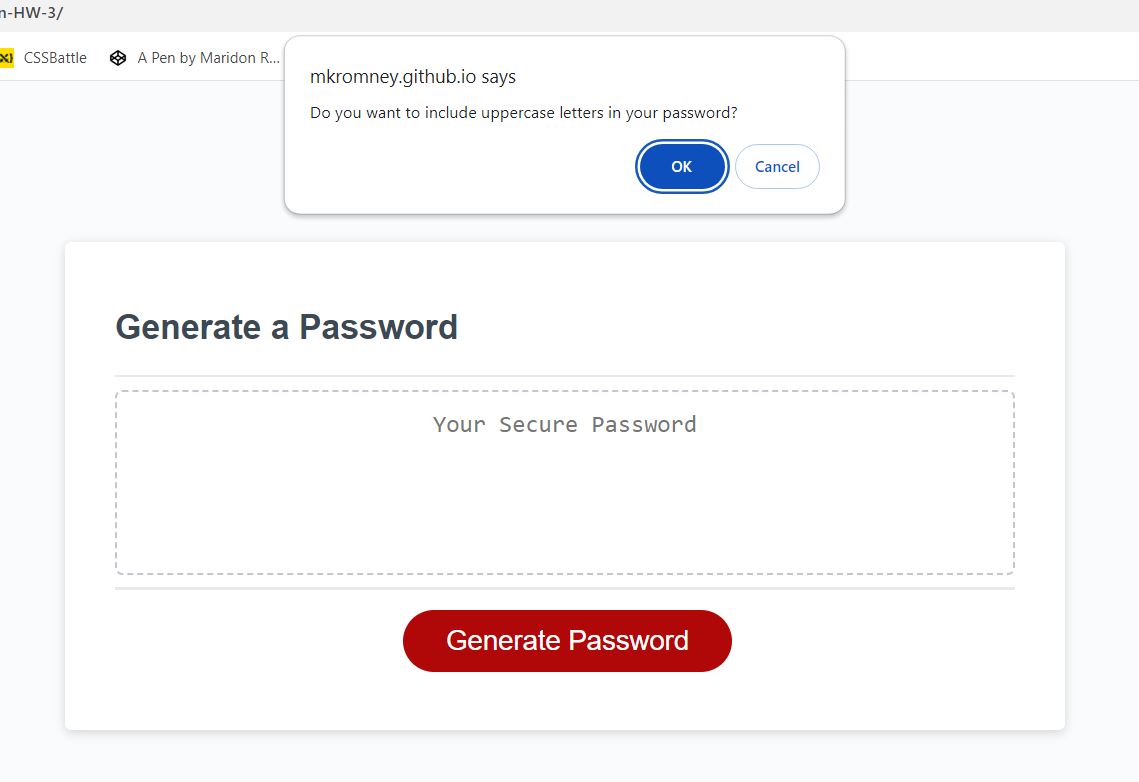 n-HW-3/
CSSBattle A Pen by Maridon R...
mkromney.github.io says
Do you want to include uppercase letters in your password?
OK Cancel
Generate a Password
Your Secure Password
Generate Password